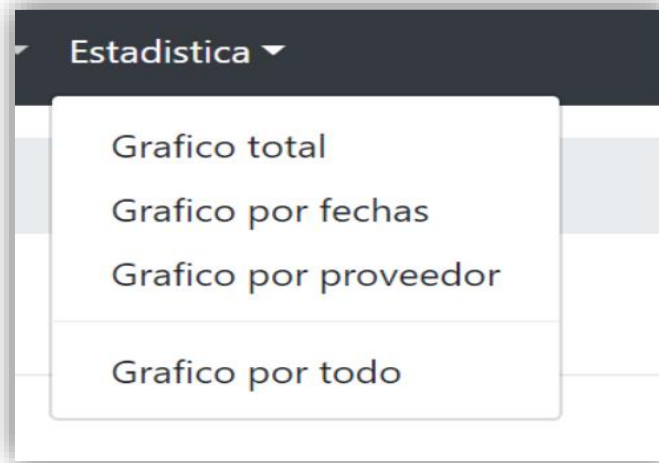 Estadistica
Grafico total
Grafico por fechas
Grafico por proveedor
Grafico por todo